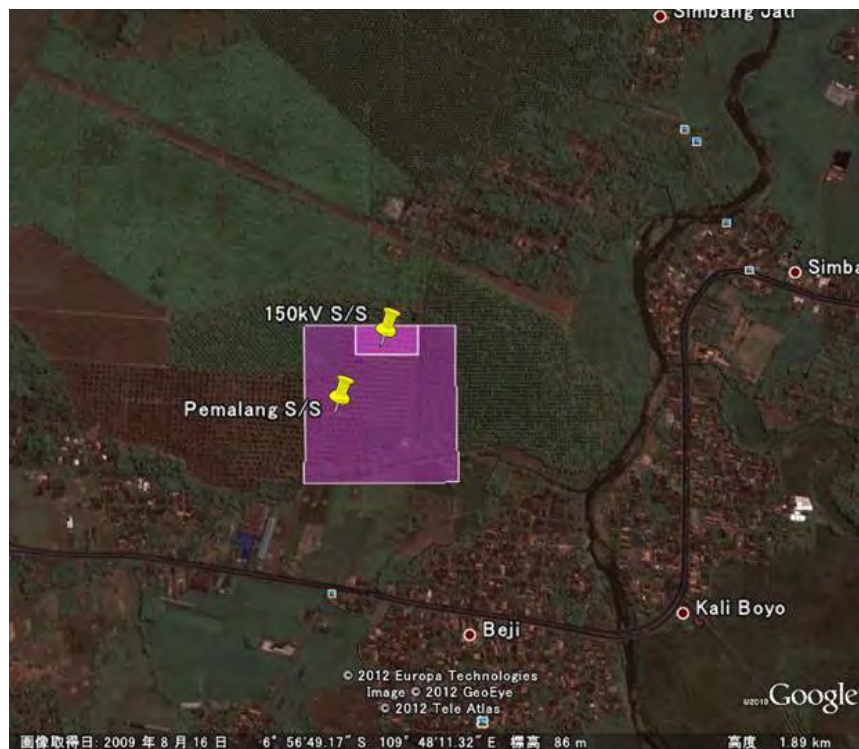 Simbang Jati
150kV S/S
Simba
Pemalang S/S
Kali Boyo
Beji
© 2012 Europa Technologies
Image © 2012 GeoEye
© 2012 Tele Atlas
©2010 Google
画像取得日: 2009 年 8 月 16 日 6° 56'49.17" S 109° 48'11.32" E 標高 86 m 高度 1.89 km